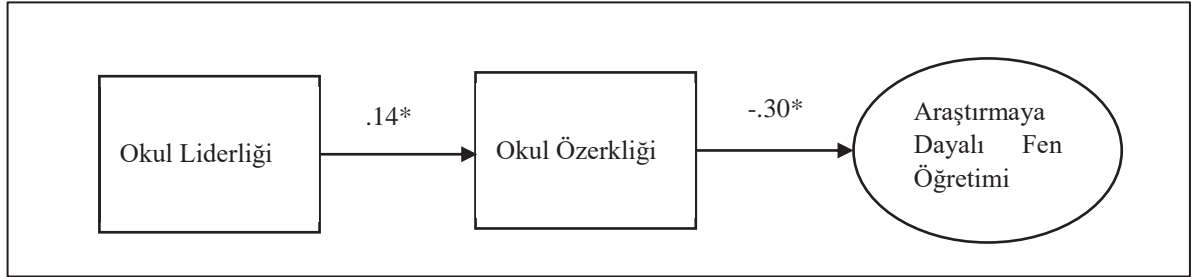 .14*
-.30*
Okul Liderliği
Okul Özerkliği
Araştırmaya
Dayalı Fen
Öğretimi